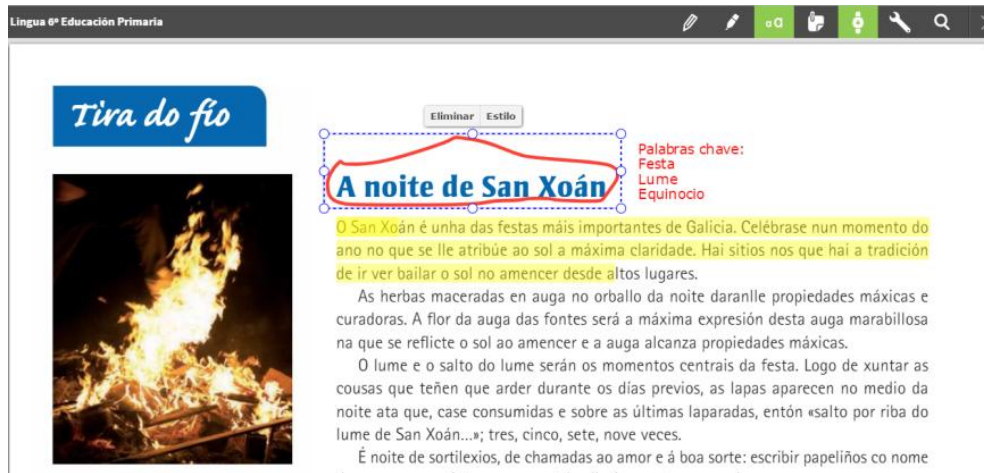 Lingua 6º Educación Primaria
Tira do fío
Eliminar Estilo
A noite de San Xoán
Palabras chave:
Festa
Lume
Equinocio
O San Xoán é unha das festas máis importantes de Galicia. Celébrase nun momento do
ano no que se lle atribúe ao sol a máxima claridade. Hai sitios nos que hai a tradición
de ir ver bailar o sol no amencer desde altos lugares.
As herbas maceradas en auga no orballo da noite daranlle propiedades máxicas e
curadoras. A flor da auga das fontes será a máxima expresión desta auga marabillosa
na que se reflicte o sol ao amencer e a auga alcanza propiedades máxicas.
O lume e o salto do lume serán os momentos centrais da festa. Logo de xuntar as
cousas que teñen que arder durante os días previos, as lapas aparecen no medio da
noite ata que, case consumidas e sobre as últimas laparadas, entón «salto por riba do
lume de San Xoán...»; tres, cinco, sete, nove veces.
É noite de sortilexios, de chamadas ao amor e á boa sorte: escribir papeliños co nome